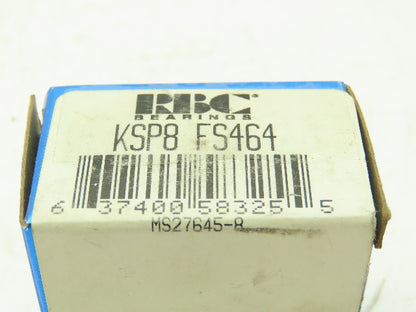 RBC
BEARINGS
KSP8 FS464
6 37400 58325 5
MS27645-8